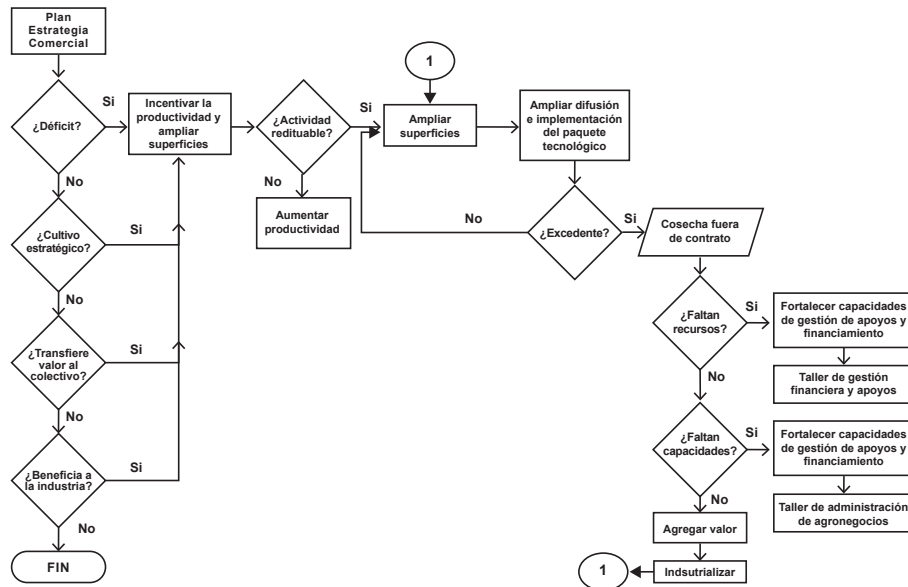 Plan
Estrategia
Comercial
¿Déficit?
Si
No
Incentivar la
productividad y
ampliar
superficies
¿Cultivo
estratégico?
Si
No
¿Transfiere
valor al
colectivo?
Si
No
¿Beneficia a
la industria?
Si
No
FIN
¿Actividad
redituable?
Si
No
Aumentar
productividad
1
Ampliar
superficies
Ampliar difusión
e implementación
del paquete
tecnológico
¿Excedente?
No
Si
Cosecha fuera
de contrato
¿Faltan
recursos?
Si
No
Fortalecer capacidades
de gestión de apoyos y
financiamiento
Taller de gestión
financiera y apoyos
¿Faltan
capacidades?
Si
No
Fortalecer capacidades
de gestión de apoyos y
financiamiento
Taller de administración
de agronegocios
Agregar valor
Indsutrializar
1